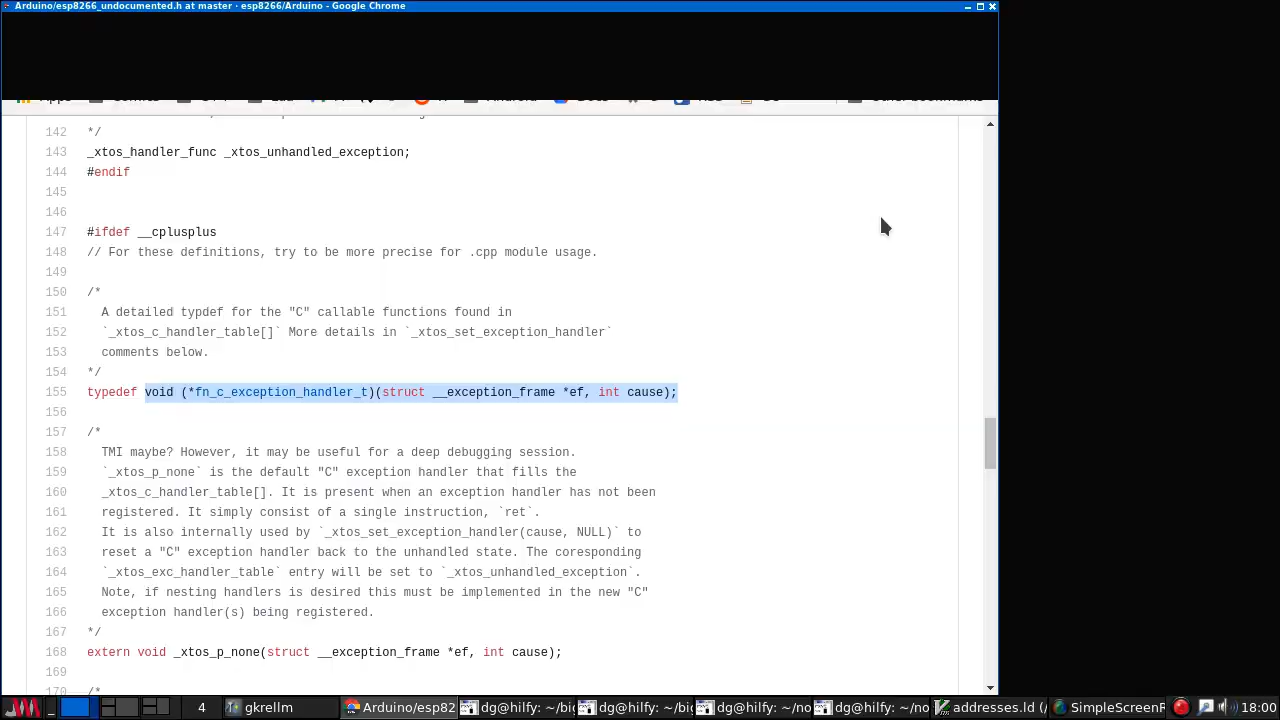 Arduino/esp8266_undocumented.h at master · esp8266/Arduino - Google Chrome
142 */
143 _xtos_handler_func _xtos_unhandled_exception;
144 #endif
145
146
147 #ifdef __cplusplus
148 // For these definitions, try to be more precise for .cpp module usage.
149
150 /*
151 A detailed typdef for the "C" callable functions found in
152 `_xtos_c_handler_table[]` More details in `_xtos_set_exception_handler`
153 comments below.
154 */
155 typedef void (*fn_c_exception_handler_t)(struct __exception_frame *ef, int cause);
156
157 /*
158 TMI maybe? However, it may be useful for a deep debugging session.
159 `_xtos_p_none` is the default "C" exception handler that fills the
160 _xtos_c_handler_table[]. It is present when an exception handler has not been
161 registered. It simply consist of a single instruction, `ret`.
162 It is also internally used by `_xtos_set_exception_handler(cause, NULL)` to
163 reset a "C" exception handler back to the unhandled state. The coresponding
164 `_xtos_exc_handler_table` entry will be set to `_xtos_unhandled_exception`.
165 Note, if nesting handlers is desired this must be implemented in the new "C"
166 exception handler(s) being registered.
167 */
168 extern void _xtos_p_none(struct __exception_frame *ef, int cause);
169
170 /*
4 gkrellm Arduino/esp82 dg@hilfy: ~/big dg@hilfy: ~/big dg@hilfy: ~/no dg@hilfy: ~/no addresses.ld (/ SimpleScreenR 18:00